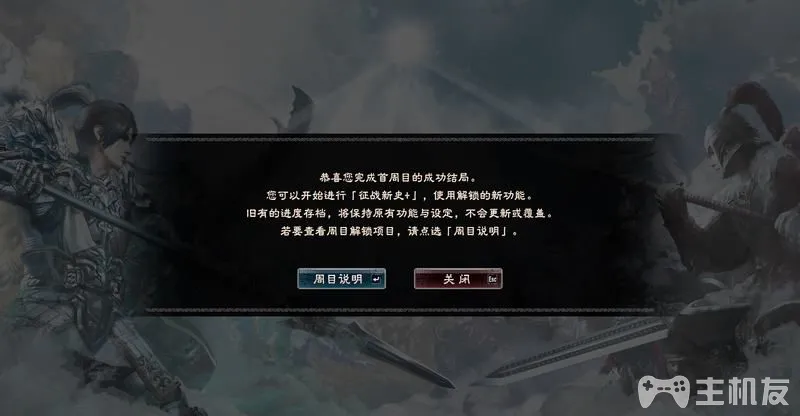 恭喜您完成首周目的成功结局。
您可以开始进行「征战新史+」，使用解锁的新功能。
旧有的进度存档，将保持原有功能与设定，不会更新或覆盖。
若要查看周目解锁项目，请点选「周目说明」。
周目说明 ↵
关闭 Esc
主机友